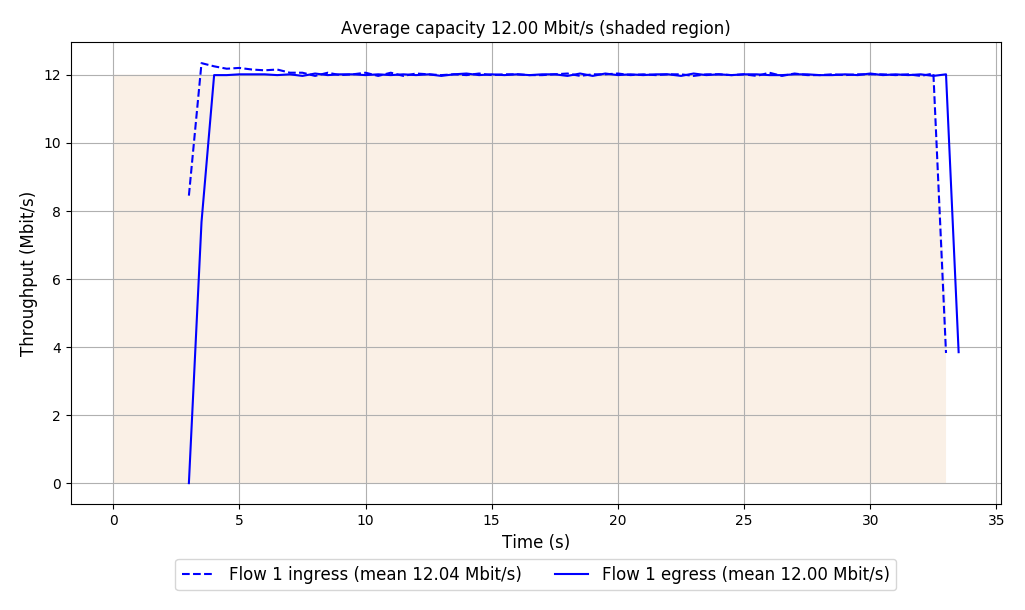 Average capacity 12.00 Mbit/s (shaded region)
Throughput (Mbit/s)
12
10
8
6
4
2
0
0 5 10 15 20 25 30 35
Time (s)
Flow 1 ingress (mean 12.04 Mbit/s) Flow 1 egress (mean 12.00 Mbit/s)